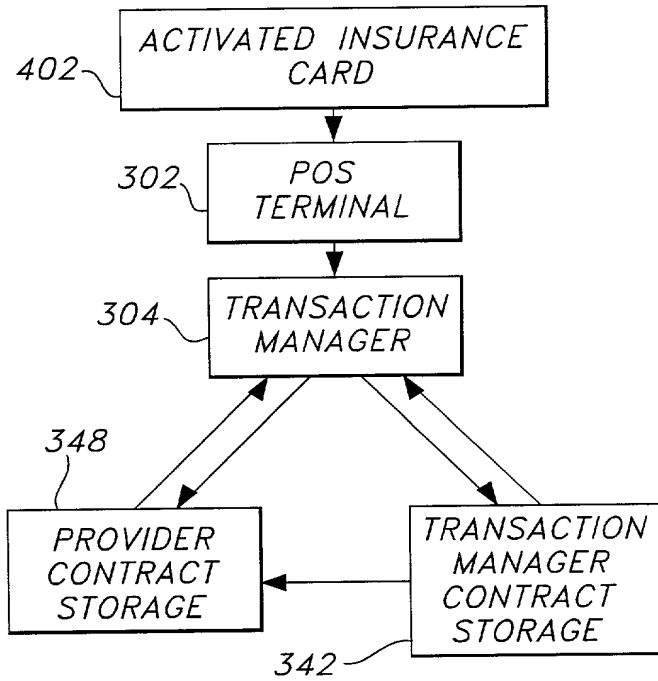 ACTIVATED INSURANCE
CARD
402
302
POS
TERMINAL
304
TRANSACTION
MANAGER
348
PROVIDER
CONTRACT
STORAGE
TRANSACTION
MANAGER
CONTRACT
STORAGE
342